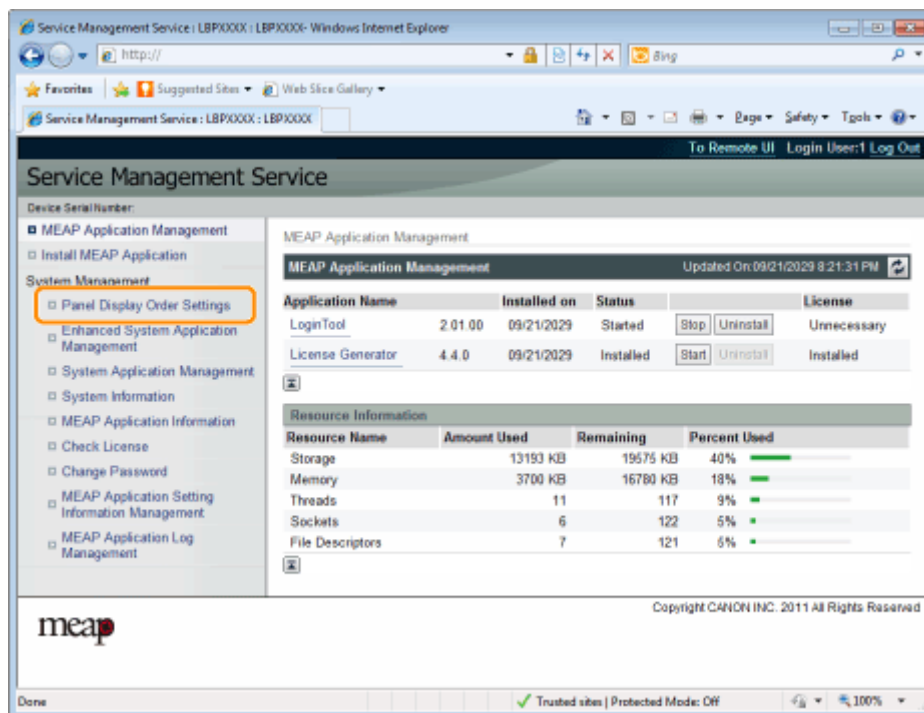 Service Management Service : LBPXXXX : LBPXXXX- Windows Internet Explorer
http://
Bing
Favorites Suggested Sites Web Slice Gallery
Service Management Service : LBPXXXX : LBPXXXX
Page Safety Tools
To Remote UI Login User:1 Log Out
Service Management Service
Device Serial Number:
MEAP Application Management
Install MEAP Application
System Management
Panel Display Order Settings
Enhanced System Application
Management
System Application Management
System Information
MEAP Application Information
Check License
Change Password
MEAP Application Setting
Information Management
MEAP Application Log
Management
MEAP Application Management
MEAP Application Management Updated On:09/21/2029 8:21:31 PM
Application Name Installed on Status License
LoginTool 2.01.00 09/21/2029 Started Stop Uninstall Unnecessary
License Generator 4.4.0 09/21/2029 Installed Start Uninstall Installed
Resource Information
Resource Name Amount Used Remaining Percent Used
Storage 13193 KB 19575 KB 40%
Memory 3700 KB 16780 KB 18%
Threads 11 117 9%
Sockets 6 122 5%
File Descriptors 7 121 6%
Copyright CANON INC. 2011 All Rights Reserved
meap
Done Trusted sites | Protected Mode: Off 100%